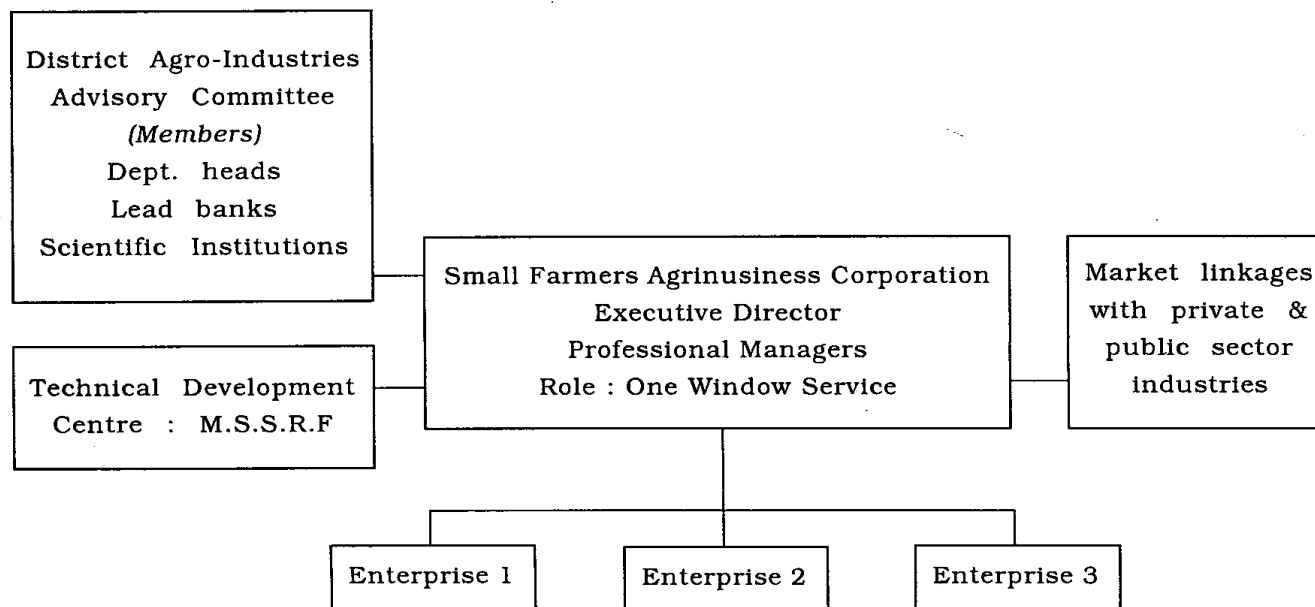 District Agro-Industries
Advisory Committee
(Members)
Dept. heads
Lead banks
Scientific Institutions
Technical Development
Centre : M.S.S.R.F
Small Farmers Agrinusiness Corporation
Executive Director
Professional Managers
Role : One Window Service
Market linkages
with private &
public sector
industries
Enterprise 1
Enterprise 2
Enterprise 3